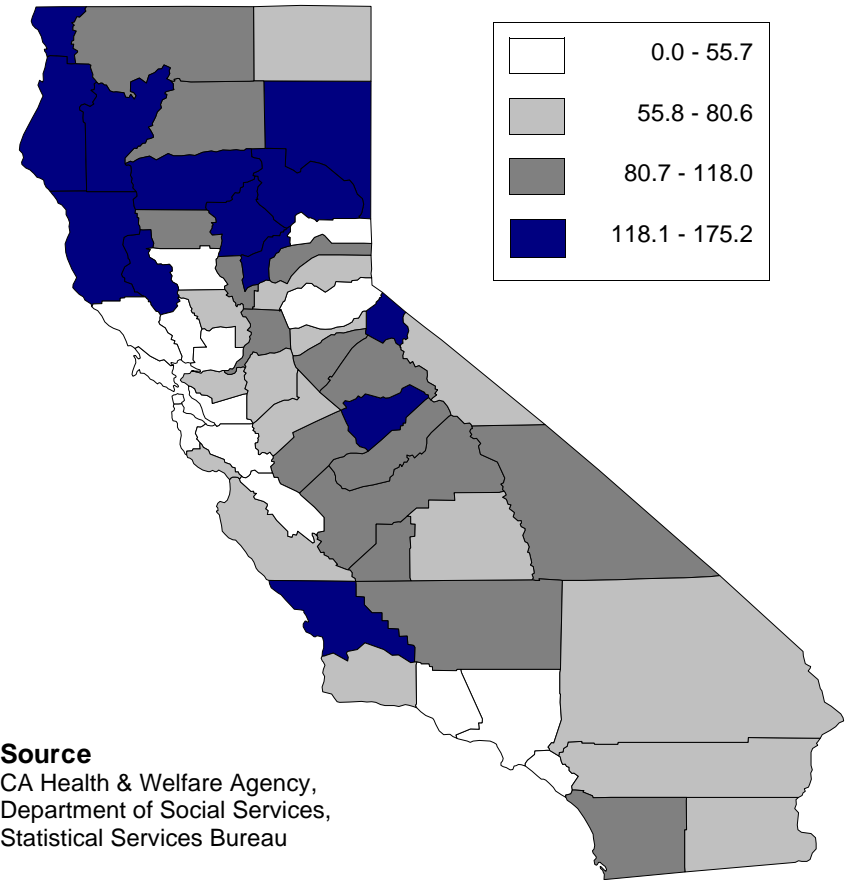 0.0 - 55.7
55.8 - 80.6
80.7 - 118.0
118.1 - 175.2
Source
CA Health & Welfare Agency,
Department of Social Services,
Statistical Services Bureau